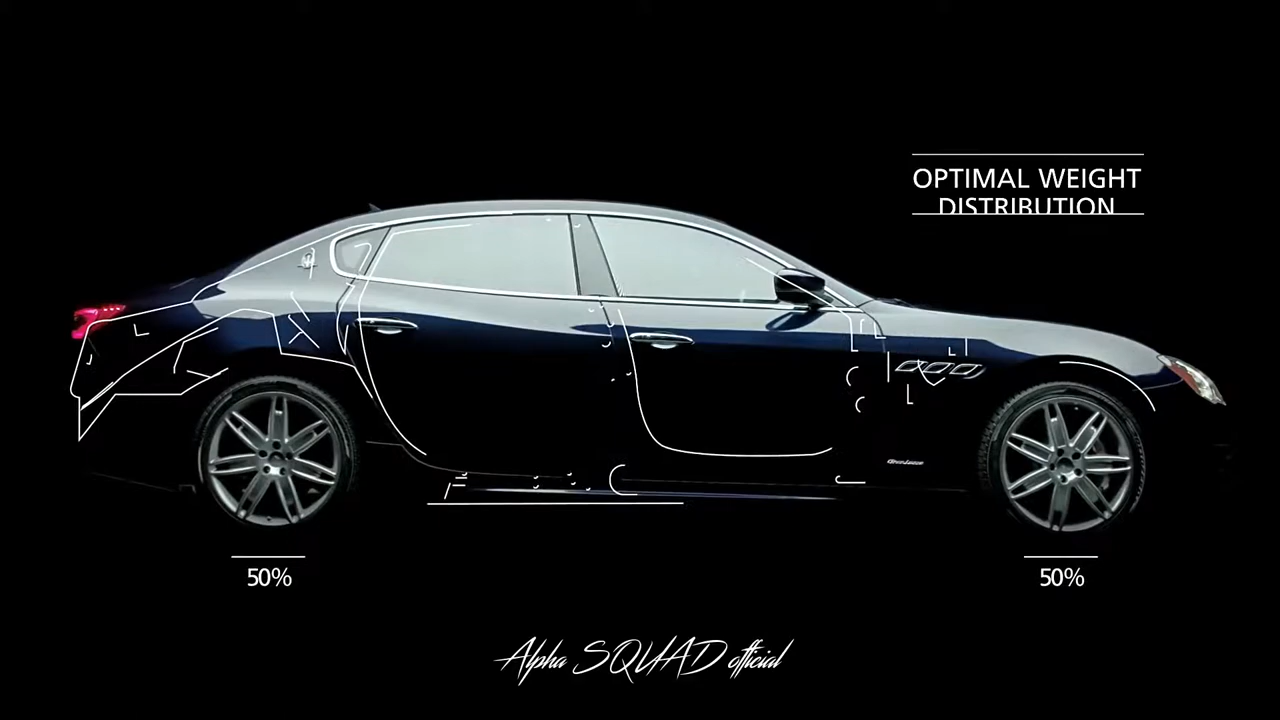 OPTIMAL WEIGHT
DISTRIBUTION
50%
50%
Alpha SQUAD official